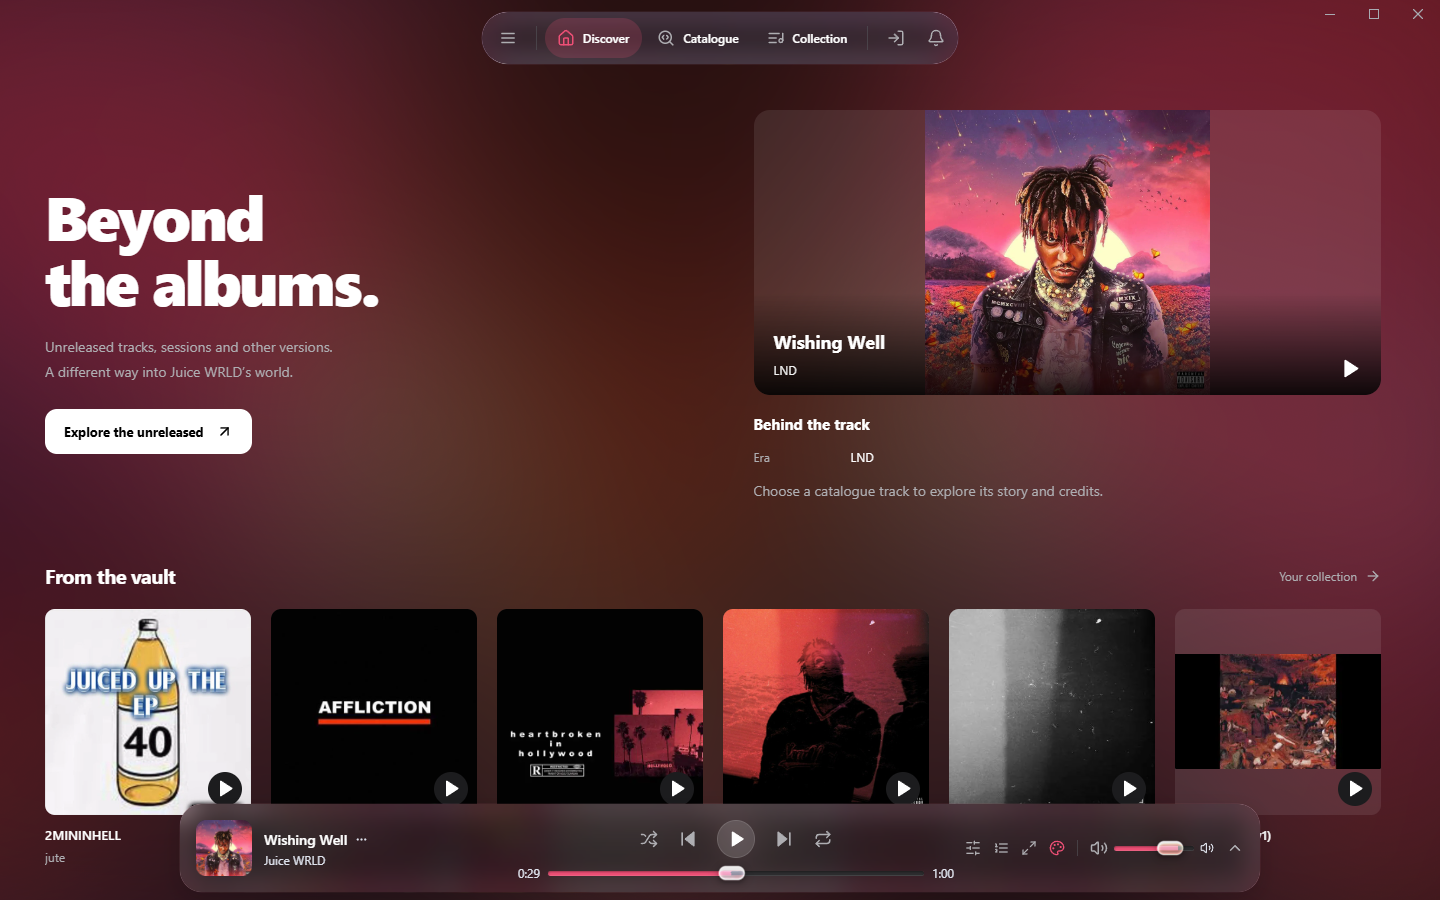 Discover
Catalogue
Collection
Beyond
the albums.
Unreleased tracks, sessions and other versions.
A different way into Juice WRLD's world.
Explore the unreleased
Wishing Well
LND
Behind the track
Era LND
Choose a catalogue track to explore its story and credits.
From the vault
Your collection
JUICED UP THE
EP
40
AFFLICTION
heartbroken
in
hollywood
R
2MININHELL
jute
Wishing Well ···
Juice WRLD
0:29
1:00